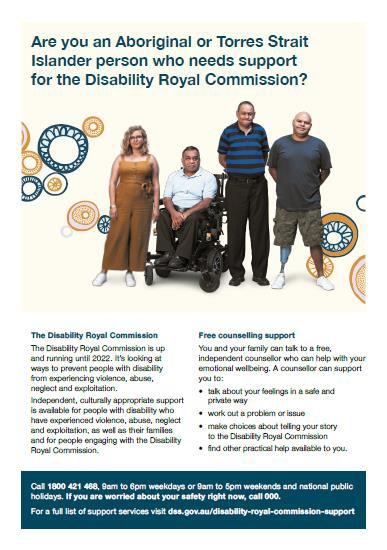 Are you an Aboriginal or Torres Strait
Islander person who needs support
for the Disability Royal Commission?
The Disability Royal Commission
The Disability Royal Commission is up
and running until 2022. It's looking at
ways to prevent people with disability
from experiencing violence, abuse,
neglect and exploitation.
Independent, culturally appropriate support
is available for people with disability who
have experienced violence, abuse, neglect
and exploitation, as well as their families
and for people engaging with the Disability
Royal Commission.
Free counselling support
You and your family can talk to a free,
independent counsellor who can help with your
emotional wellbeing. A counsellor can support
you to:
• talk about your feelings in a safe and
private way
• work out a problem or issue
• make choices about telling your story
to the Disability Royal Commission
• find other practical help available to you.
Call 1800 421 468, 9am to 6pm weekdays or 9am to 5pm weekends and national public
holidays. If you are worried about your safety right now, call 000.
For a full list of support services visit dss.gov.au/disability-royal-commission-support